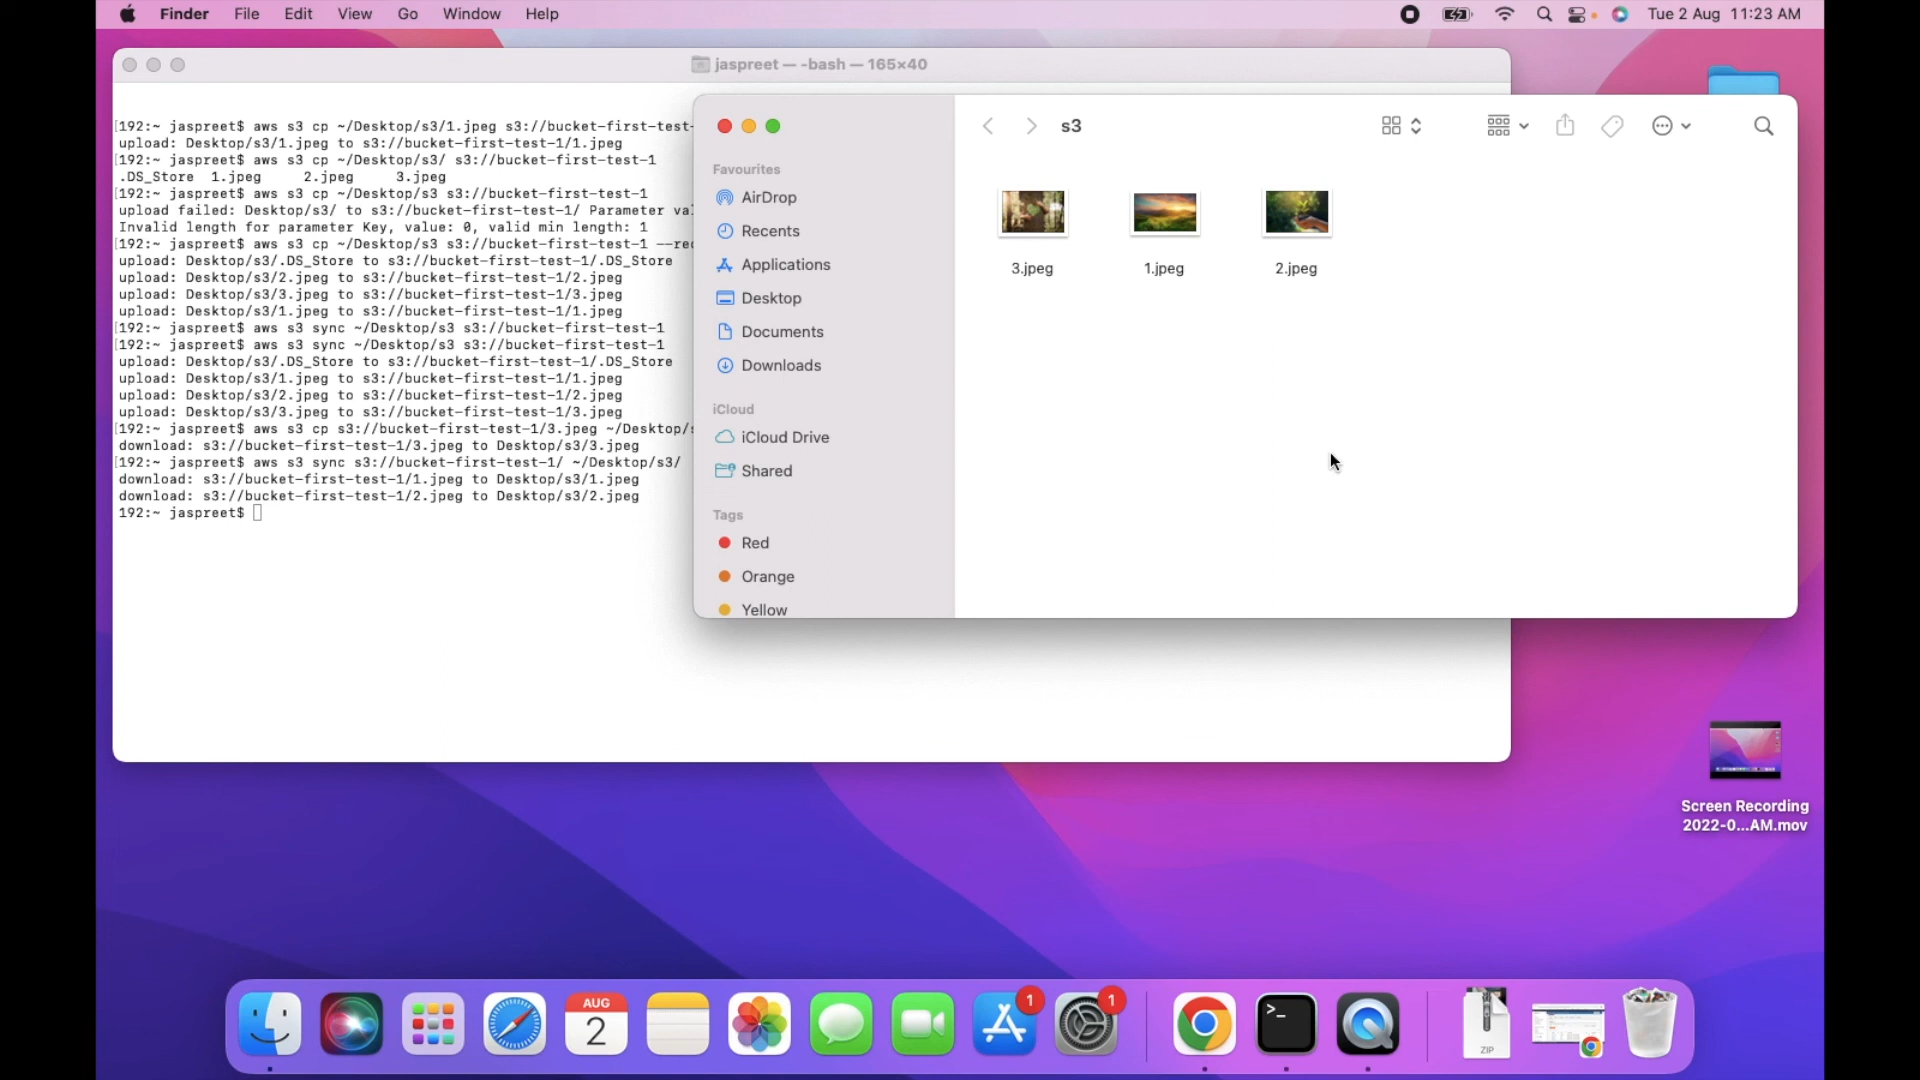 Finder File Edit View Go Window Help Tue 2 Aug 11:23 AM
jaspreet — -bash — 165×40
[192:~ jaspreet$ aws s3 cp ~/Desktop/s3/1.jpeg s3://bucket-first-test-
upload: Desktop/s3/1.jpeg to s3://bucket-first-test-1/1.jpeg
[192:~ jaspreet$ aws s3 cp ~/Desktop/s3/ s3://bucket-first-test-1
.DS_Store 1.jpeg 2.jpeg 3.jpeg
[192:~ jaspreet$ aws s3 cp ~/Desktop/s3 s3://bucket-first-test-1
upload failed: Desktop/s3/ to s3://bucket-first-test-1/ Parameter va
Invalid length for parameter Key, value: 0, valid min length: 1
[192:~ jaspreet$ aws s3 cp ~/Desktop/s3 s3://bucket-first-test-1 --re
upload: Desktop/s3/.DS_Store to s3://bucket-first-test-1/.DS_Store
upload: Desktop/s3/2.jpeg to s3://bucket-first-test-1/2.jpeg
upload: Desktop/s3/3.jpeg to s3://bucket-first-test-1/3.jpeg
upload: Desktop/s3/1.jpeg to s3://bucket-first-test-1/1.jpeg
[192:~ jaspreet$ aws s3 sync ~/Desktop/s3 s3://bucket-first-test-1
[192:~ jaspreet$ aws s3 sync ~/Desktop/s3 s3://bucket-first-test-1
upload: Desktop/s3/.DS_Store to s3://bucket-first-test-1/.DS_Store
upload: Desktop/s3/1.jpeg to s3://bucket-first-test-1/1.jpeg
upload: Desktop/s3/2.jpeg to s3://bucket-first-test-1/2.jpeg
upload: Desktop/s3/3.jpeg to s3://bucket-first-test-1/3.jpeg
[192:~ jaspreet$ aws s3 cp s3://bucket-first-test-1/3.jpeg ~/Desktop/s
download: s3://bucket-first-test-1/3.jpeg to Desktop/s3/3.jpeg
[192:~ jaspreet$ aws s3 sync s3://bucket-first-test-1/ ~/Desktop/s3/
download: s3://bucket-first-test-1/1.jpeg to Desktop/s3/1.jpeg
download: s3://bucket-first-test-1/2.jpeg to Desktop/s3/2.jpeg
192:~ jaspreet$
s3
Favourites
AirDrop
Recents
Applications
Desktop
Documents
Downloads
iCloud
iCloud Drive
Shared
Tags
Red
Orange
Yellow
3.jpeg 1.jpeg 2.jpeg
Screen Recording
2022-0...AM.mov
AUG
2
1
1
>_
ZIP